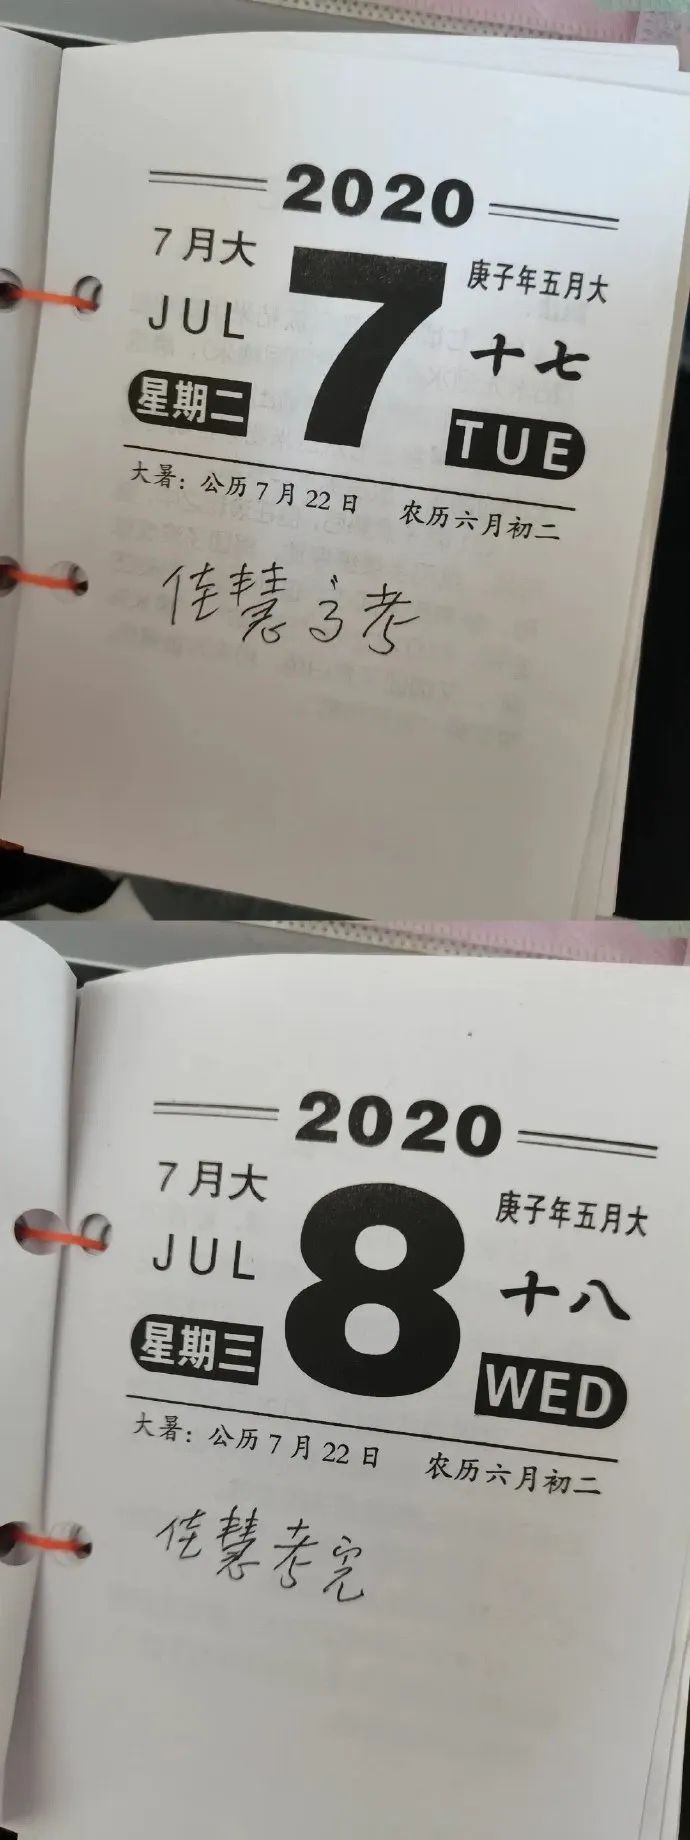 2020
7月大
庚子年五月大
JUL
7
十七
星期二
TUE
大暑：公历7月22日 农历六月初二
佳慧高考
2020
7月大
庚子年五月大
JUL
8
十八
星期三
WED
大暑：公历7月22日 农历六月初二
佳慧考完